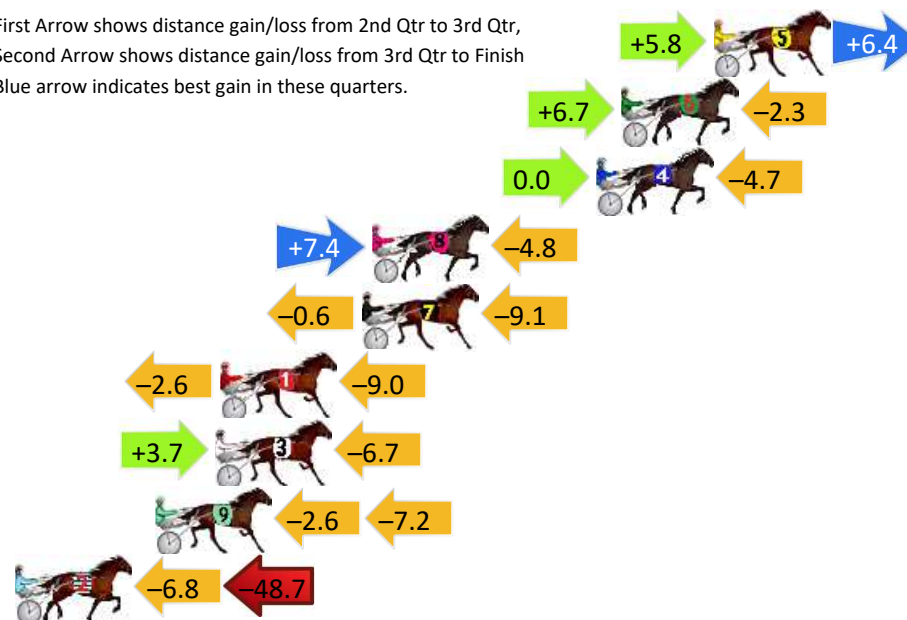 First Arrow shows distance gain/loss from 2nd Qtr to 3rd Qtr,
Second Arrow shows distance gain/loss from 3rd Qtr to Finish
Blue arrow indicates best gain in these quarters.
+5.8 5 +6.4
+6.7 6 –2.3
0.0 4 –4.7
+7.4 8 –4.8
–0.6 7 –9.1
–2.6 1 –9.0
+3.7 3 –6.7
9 –2.6 –7.2
2 –6.8 –48.7